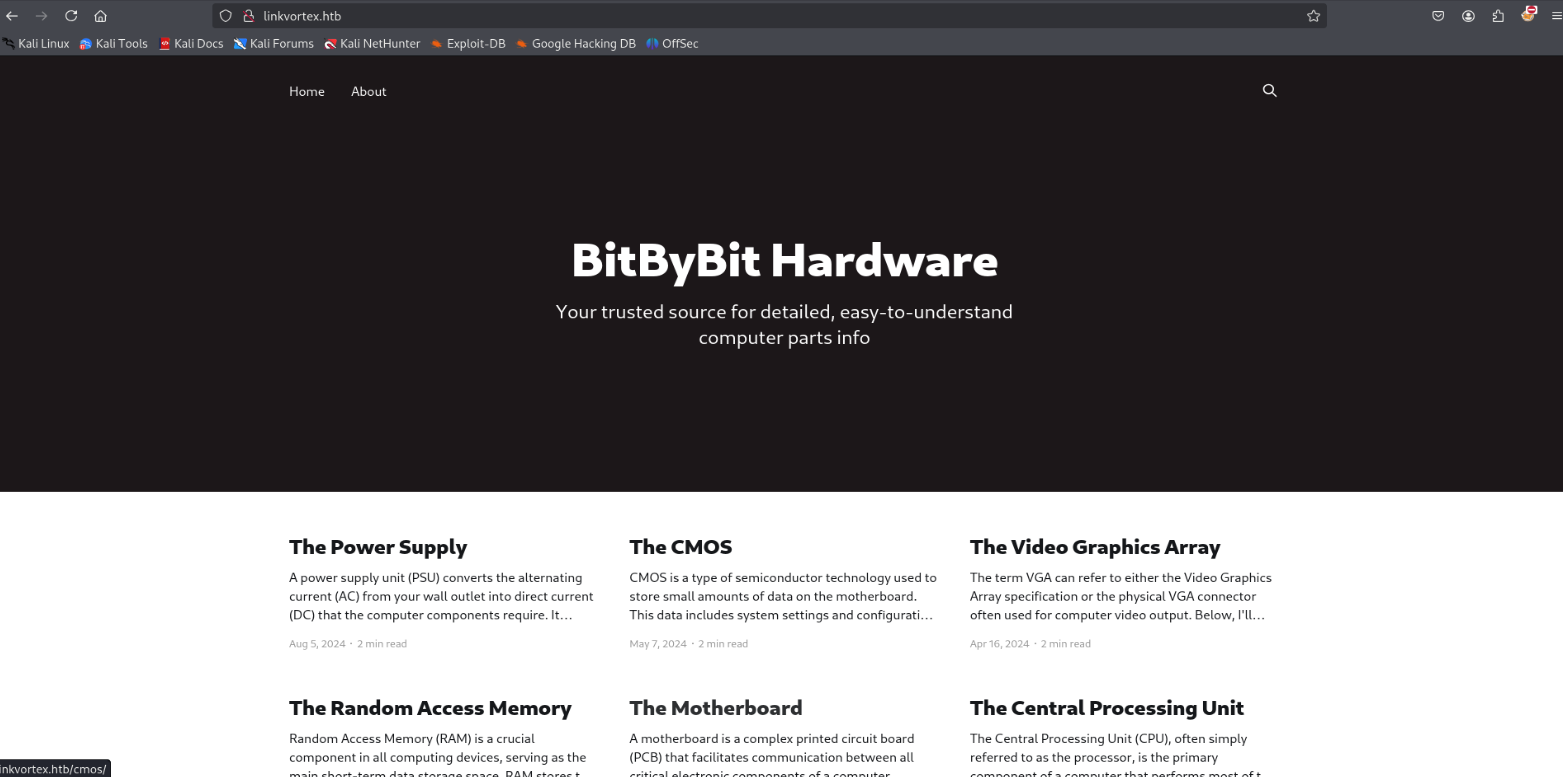 linkvortex.htb
Kali Linux Kali Tools Kali Docs Kali Forums Kali NetHunter Exploit-DB Google Hacking DB OffSec
Home About
BitByBit Hardware
Your trusted source for detailed, easy-to-understand
computer parts info
The Power Supply
A power supply unit (PSU) converts the alternating
current (AC) from your wall outlet into direct current
(DC) that the computer components require. It…
Aug 5, 2024 • 2 min read
The CMOS
CMOS is a type of semiconductor technology used to
store small amounts of data on the motherboard.
This data includes system settings and configurati…
May 7, 2024 • 2 min read
The Video Graphics Array
The term VGA can refer to either the Video Graphics
Array specification or the physical VGA connector
often used for computer video output. Below, I'll…
Apr 16, 2024 • 2 min read
The Random Access Memory
Random Access Memory (RAM) is a crucial
component in all computing devices, serving as the
main short-term data storage space. RAM stores t
The Motherboard
A motherboard is a complex printed circuit board
(PCB) that facilitates communication between all
critical electronic components of a computer
The Central Processing Unit
The Central Processing Unit (CPU), often simply
referred to as the processor, is the primary
component of a computer that performs most of t
inkvortex.htb/cmos/